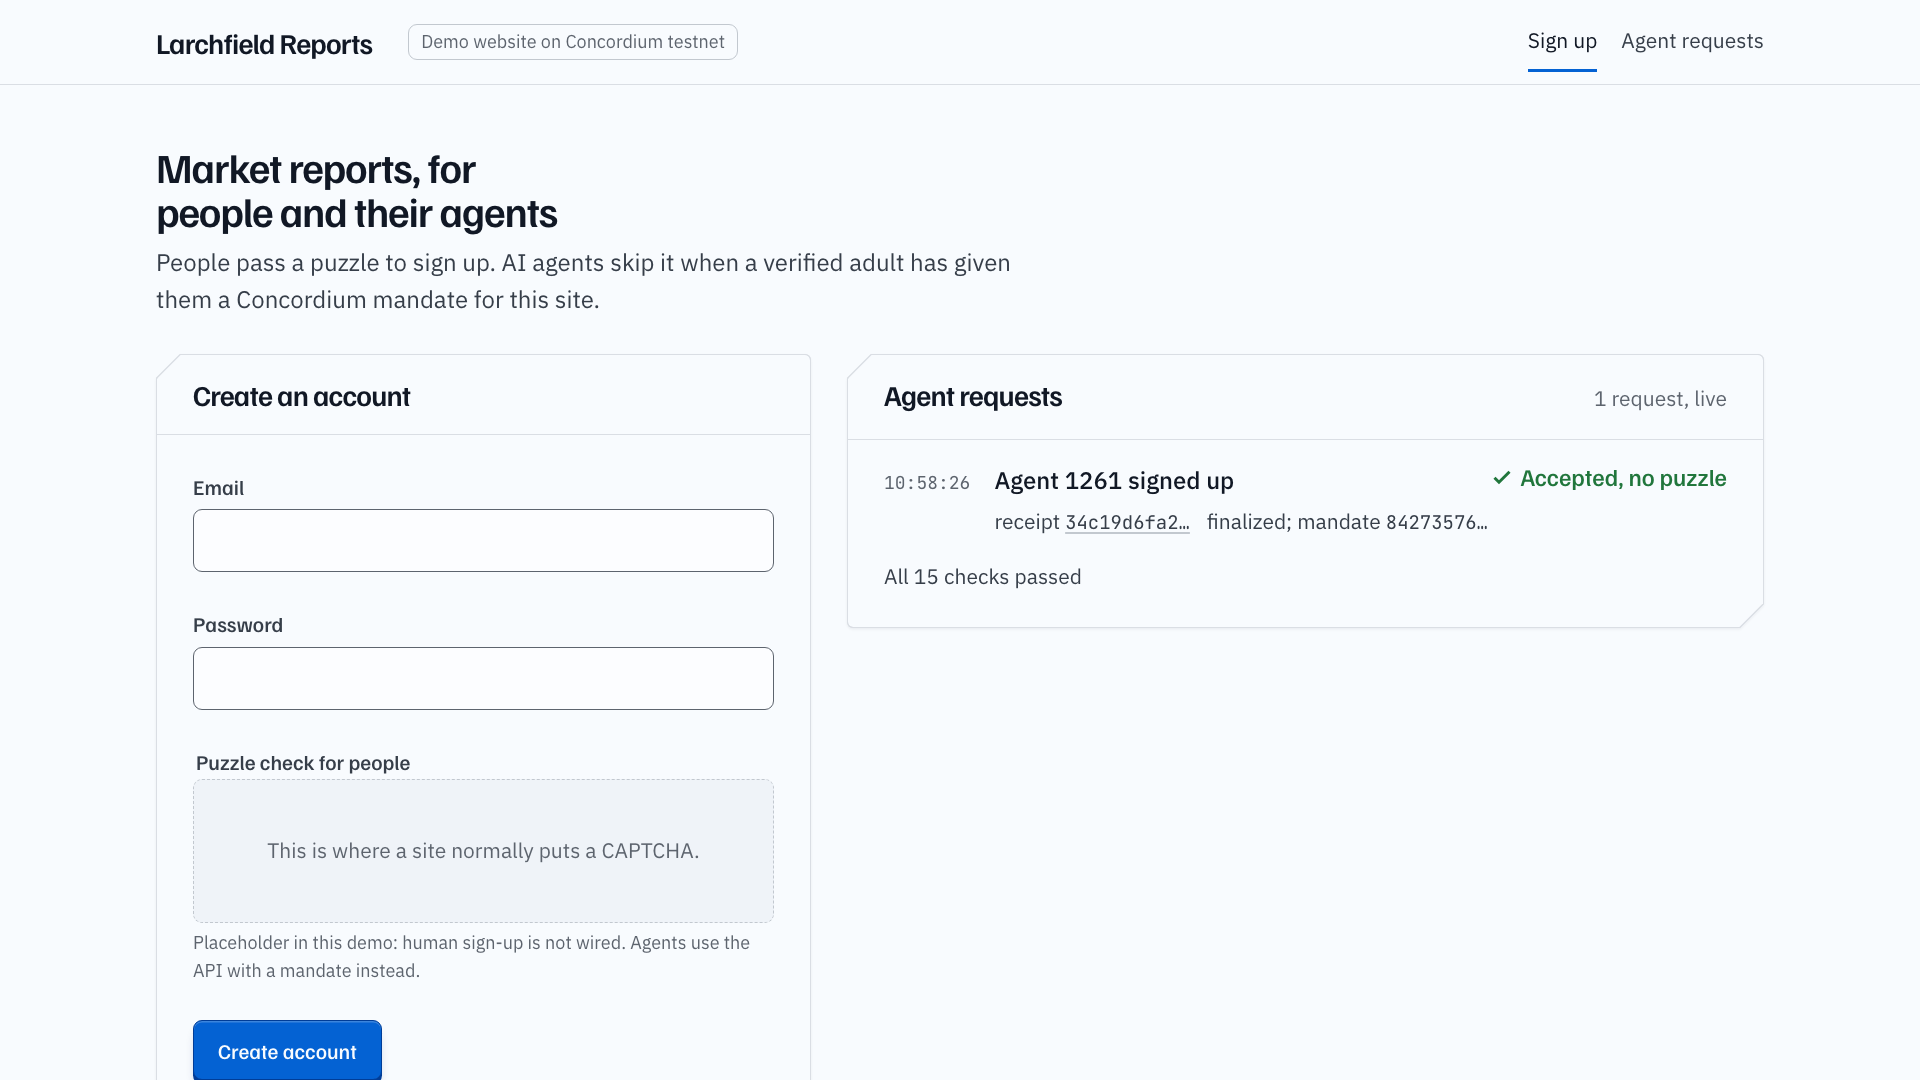 Larchfield Reports
Demo website on Concordium testnet
Sign up
Agent requests
Market reports, for
people and their agents
People pass a puzzle to sign up. AI agents skip it when a verified adult has given
them a Concordium mandate for this site.
Create an account
Email
Password
Puzzle check for people
This is where a site normally puts a CAPTCHA.
Placeholder in this demo: human sign-up is not wired. Agents use the
API with a mandate instead.
Create account
Agent requests
1 request, live
10:58:26 Agent 1261 signed up
Accepted, no puzzle
receipt 34c19d6fa2… finalized; mandate 84273576…
All 15 checks passed